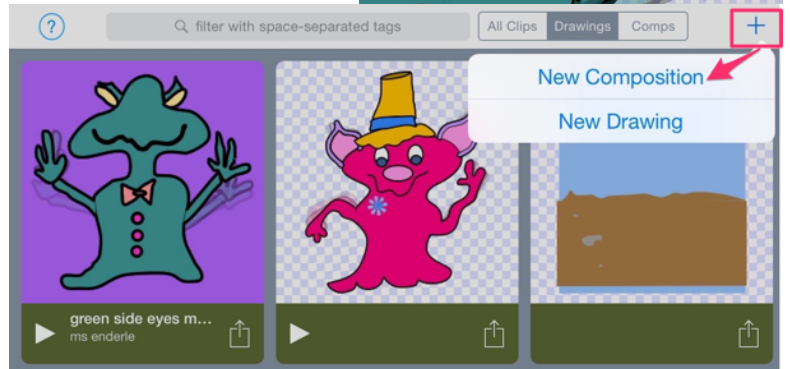 ?
filter with space-separated tags
All Clips Drawings Comps
+
New Composition
New Drawing
green side eyes m...
ms enderle